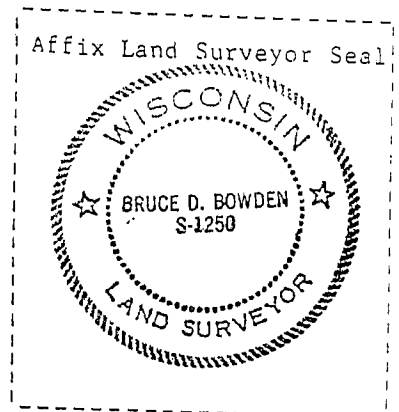 Affix Land Surveyor Seal
WISCONSIN
BRUCE D. BOWDEN
S-1250
LAND SURVEYOR